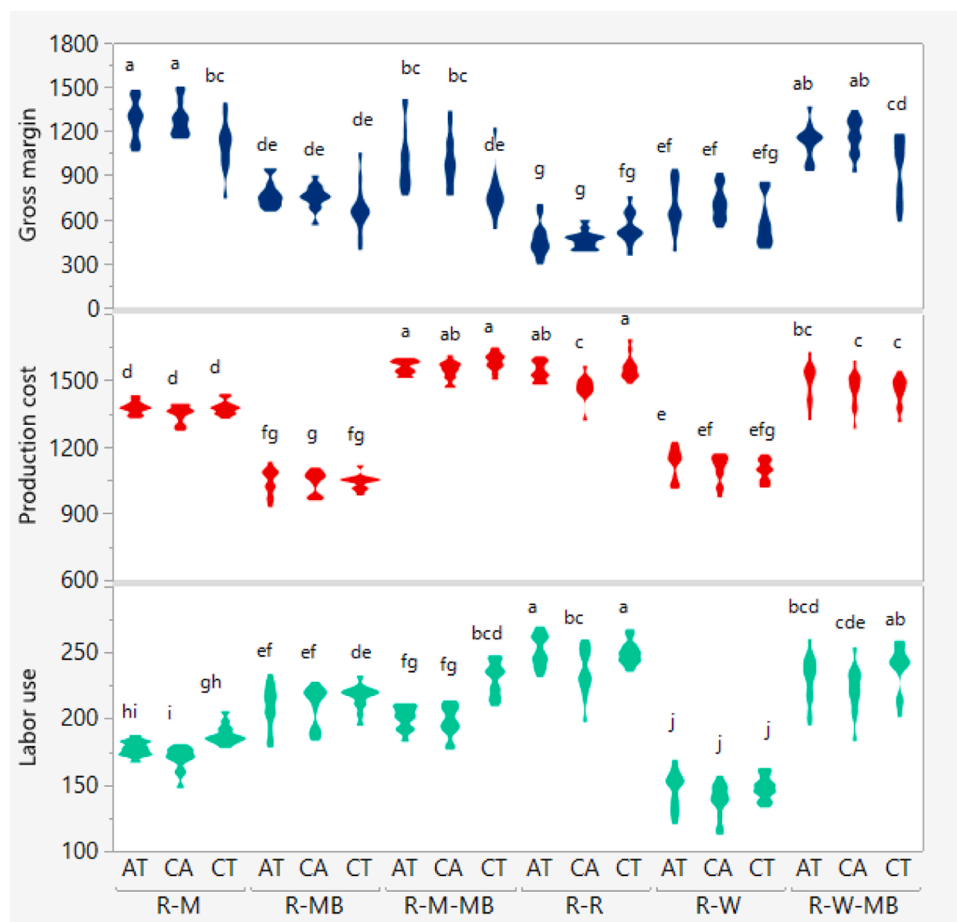 1800
a a bc bc bc ab ab cd
1500
1200 de de de de ef ef efg
900 g g fg
600
300
0
Gross margin
a ab a ab c a bc c c
1500 d d d
1200 fg g fg e ef efg
900
600
Production cost
250 ef ef de fg fg bcd a bc a bcd cde ab
200 hi i gh j j j
150
100
Labor use
AT CA CT AT CA CT AT CA CT AT CA CT AT CA CT AT CA CT
R-M R-MB R-M-MB R-R R-W R-W-MB